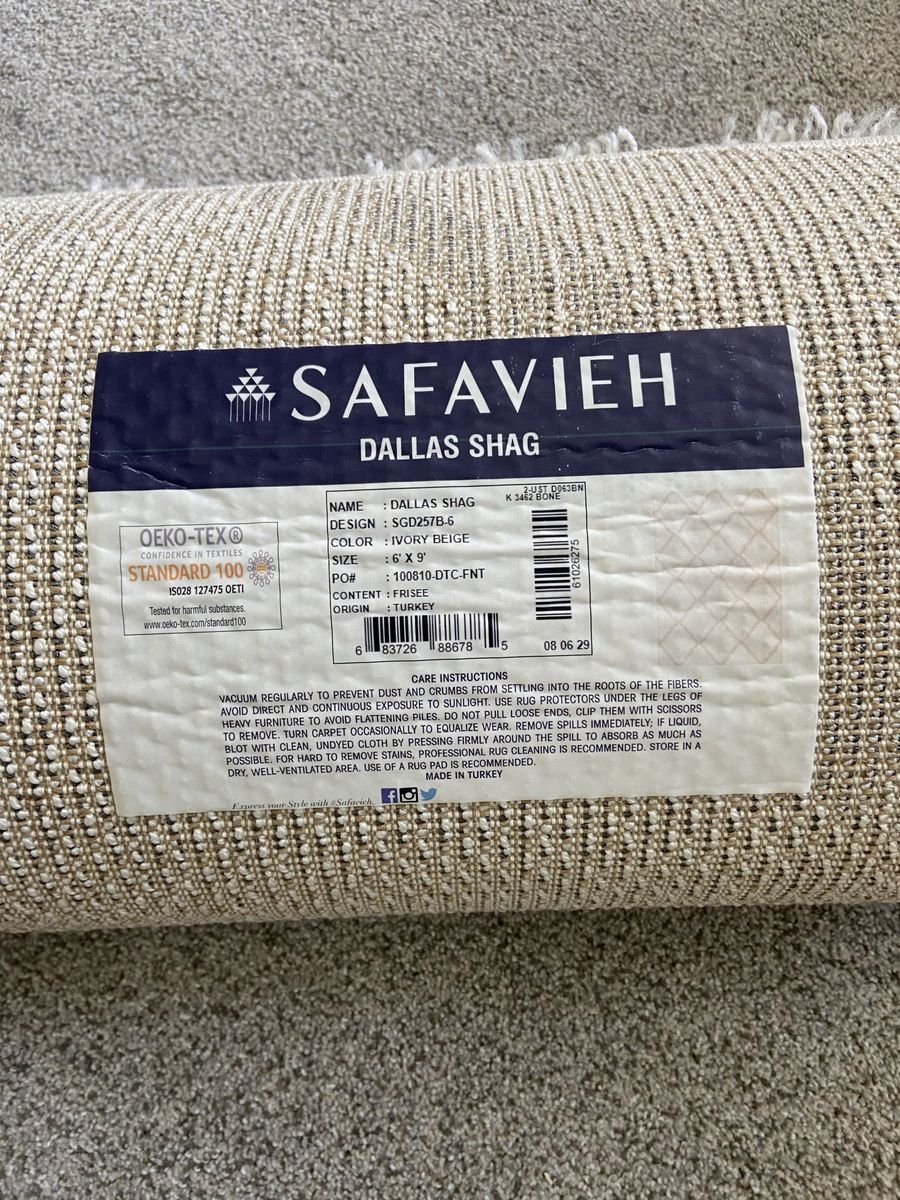 SAFAVIEH
DALLAS SHAG
OEKO-TEX®
CONFIDENCE IN TEXTILES
STANDARD 100
IS028 127475 OETI
Tested for harmful substances.
www.oeko-tex.com/standard100
2-UST D063BN
K 3462 BONE
NAME : DALLAS SHAG
DESIGN : SGD257B-6
COLOR : IVORY BEIGE
SIZE : 6' X 9'
PO# : 100810-DTC-FNT
CONTENT : FRISEE
ORIGIN : TURKEY
61026275
6 83726 88678 5
08 06 29
CARE INSTRUCTIONS
VACUUM REGULARLY TO PREVENT DUST AND CRUMBS FROM SETTLING INTO THE ROOTS OF THE FIBERS.
AVOID DIRECT AND CONTINUOUS EXPOSURE TO SUNLIGHT. USE RUG PROTECTORS UNDER THE LEGS OF
HEAVY FURNITURE TO AVOID FLATTENING PILES. DO NOT PULL LOOSE ENDS, CLIP THEM WITH SCISSORS
TO REMOVE. TURN CARPET OCCASIONALLY TO EQUALIZE WEAR. REMOVE SPILLS IMMEDIATELY; IF LIQUID,
BLOT WITH CLEAN, UNDYED CLOTH BY PRESSING FIRMLY AROUND THE SPILL TO ABSORB AS MUCH AS
POSSIBLE. FOR HARD TO REMOVE STAINS, PROFESSIONAL RUG CLEANING IS RECOMMENDED. STORE IN A
DRY, WELL-VENTILATED AREA. USE OF A RUG PAD IS RECOMMENDED.
MADE IN TURKEY
Express your Style with #Safavieh.